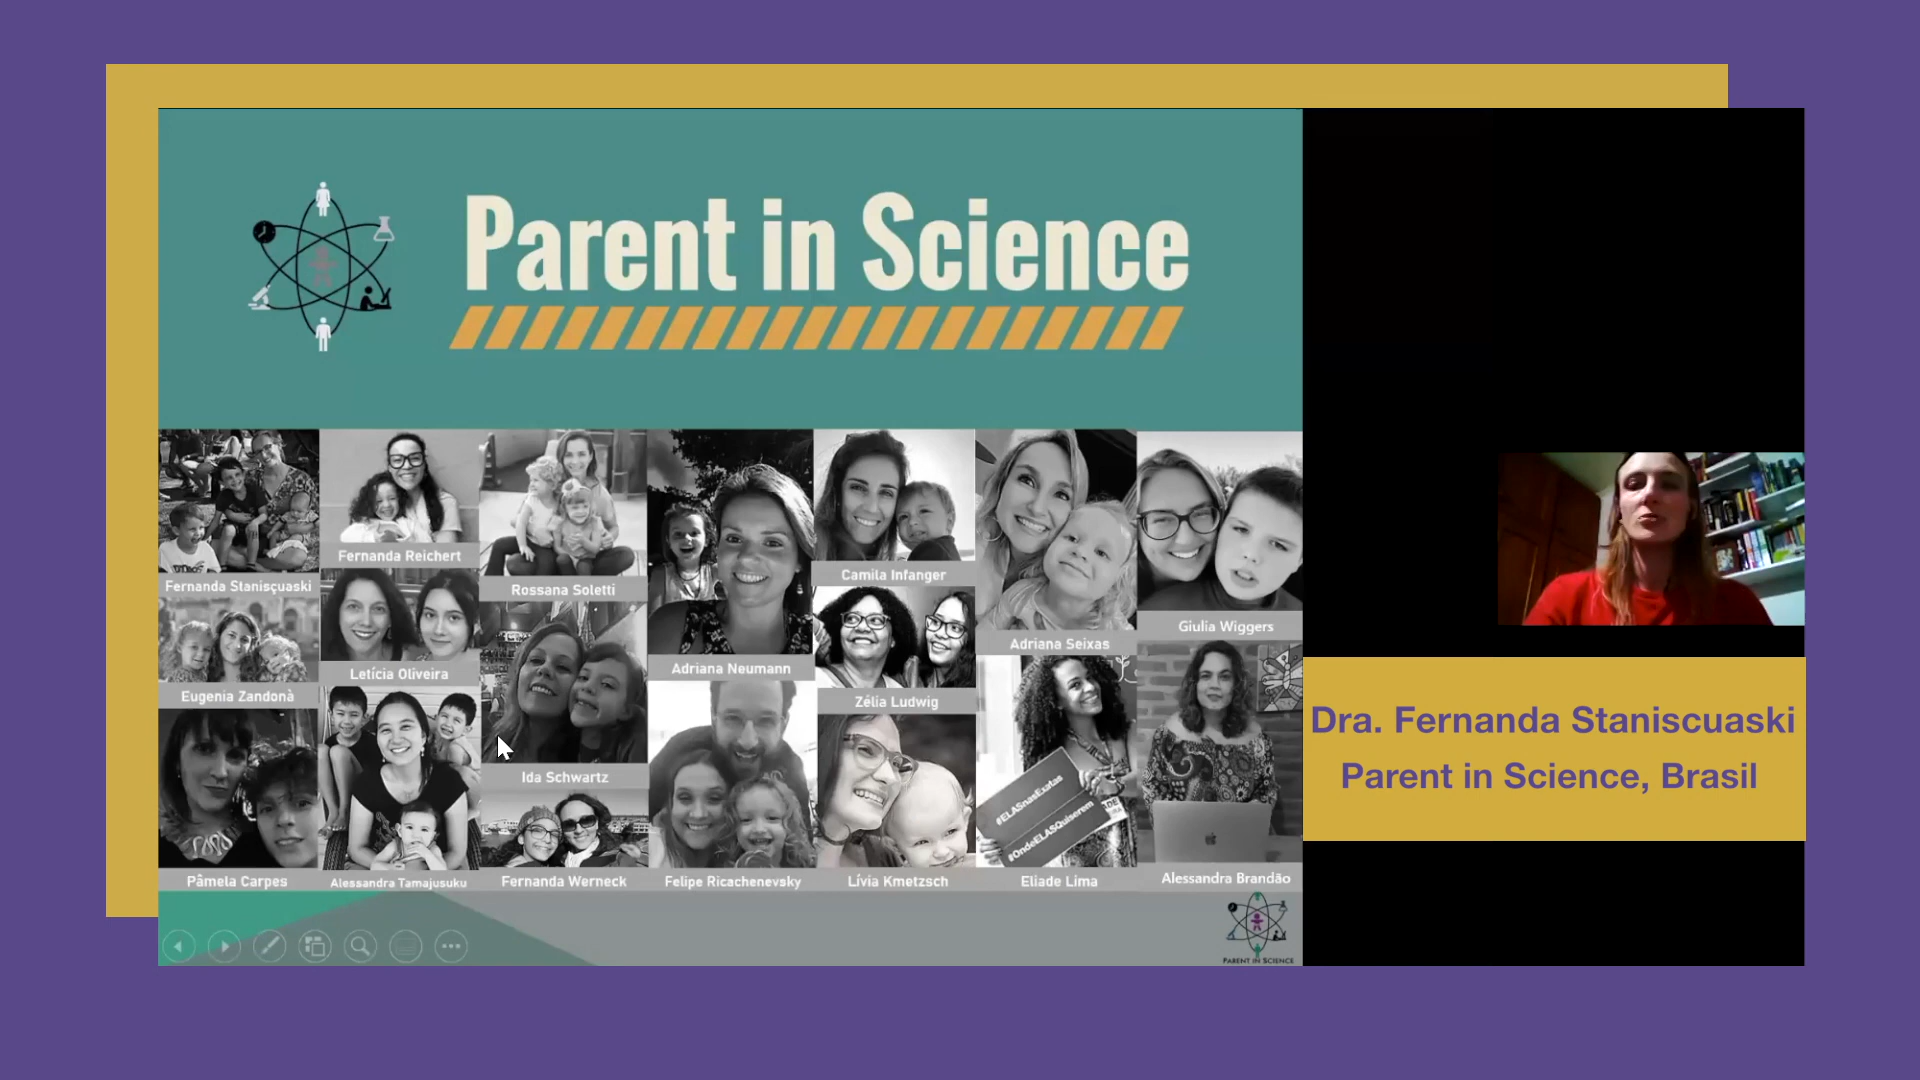 Parent in Science
Fernanda Stanisçuaski
Fernanda Reichert
Rossana Soletti
Adriana Neumann
Camila Infanger
Adriana Seixas
Giulia Wiggers
Eugenia Zandonà
Letícia Oliveira
Ida Schwartz
Zélia Ludwig
#ELASnasExatas
#OndeELASQuiserem
Pâmela Carpes
Alessandra Tamajusuku
Fernanda Werneck
Felipe Ricachenevsky
Lívia Kmetzsch
Eliade Lima
Alessandra Brandão
PARENT IN SCIENCE
Dra. Fernanda Staniscuaski
Parent in Science, Brasil